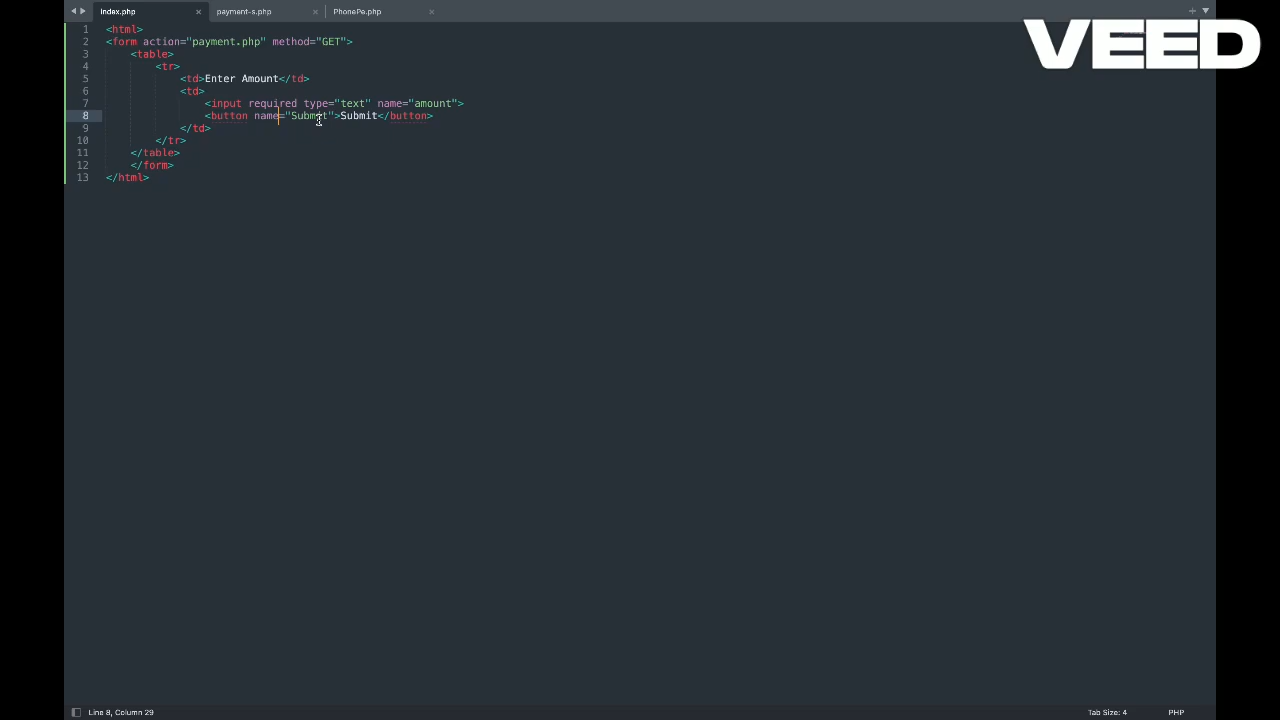 index.php × payment-s.php × PhonePe.php × +
VEED
1 <html>
2 <form action="payment.php" method="GET">
3 <table>
4 <tr>
5 <td>Enter Amount</td>
6 <td>
7 <input required type="text" name="amount">
8 <button name="Submit">Submit</button>
9 </td>
10 </tr>
11 </table>
12 </form>
13 </html>
Line 8, Column 29 Tab Size: 4 PHP